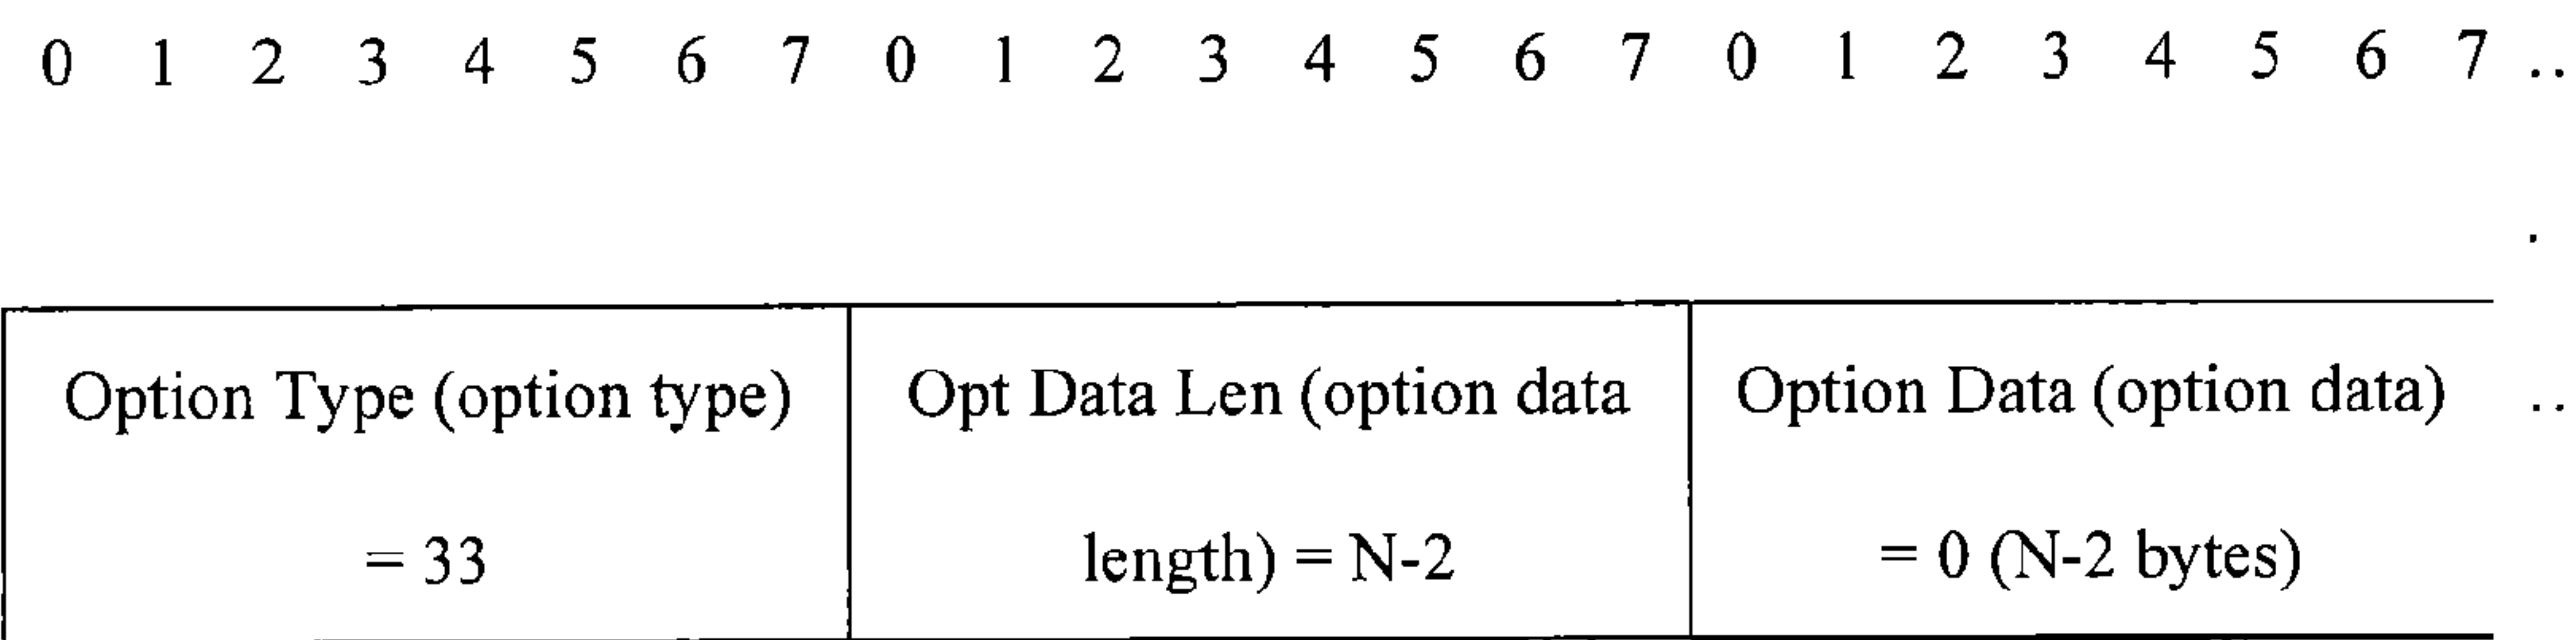 0 1 2 3 4 5 6 7 0 1 2 3 4 5 6 7 0 1 2 3 4 5 6 7 ..
.
Option Type (option type) Opt Data Len (option data Option Data (option data) ..
= 33 length) = N-2 = 0 (N-2 bytes)